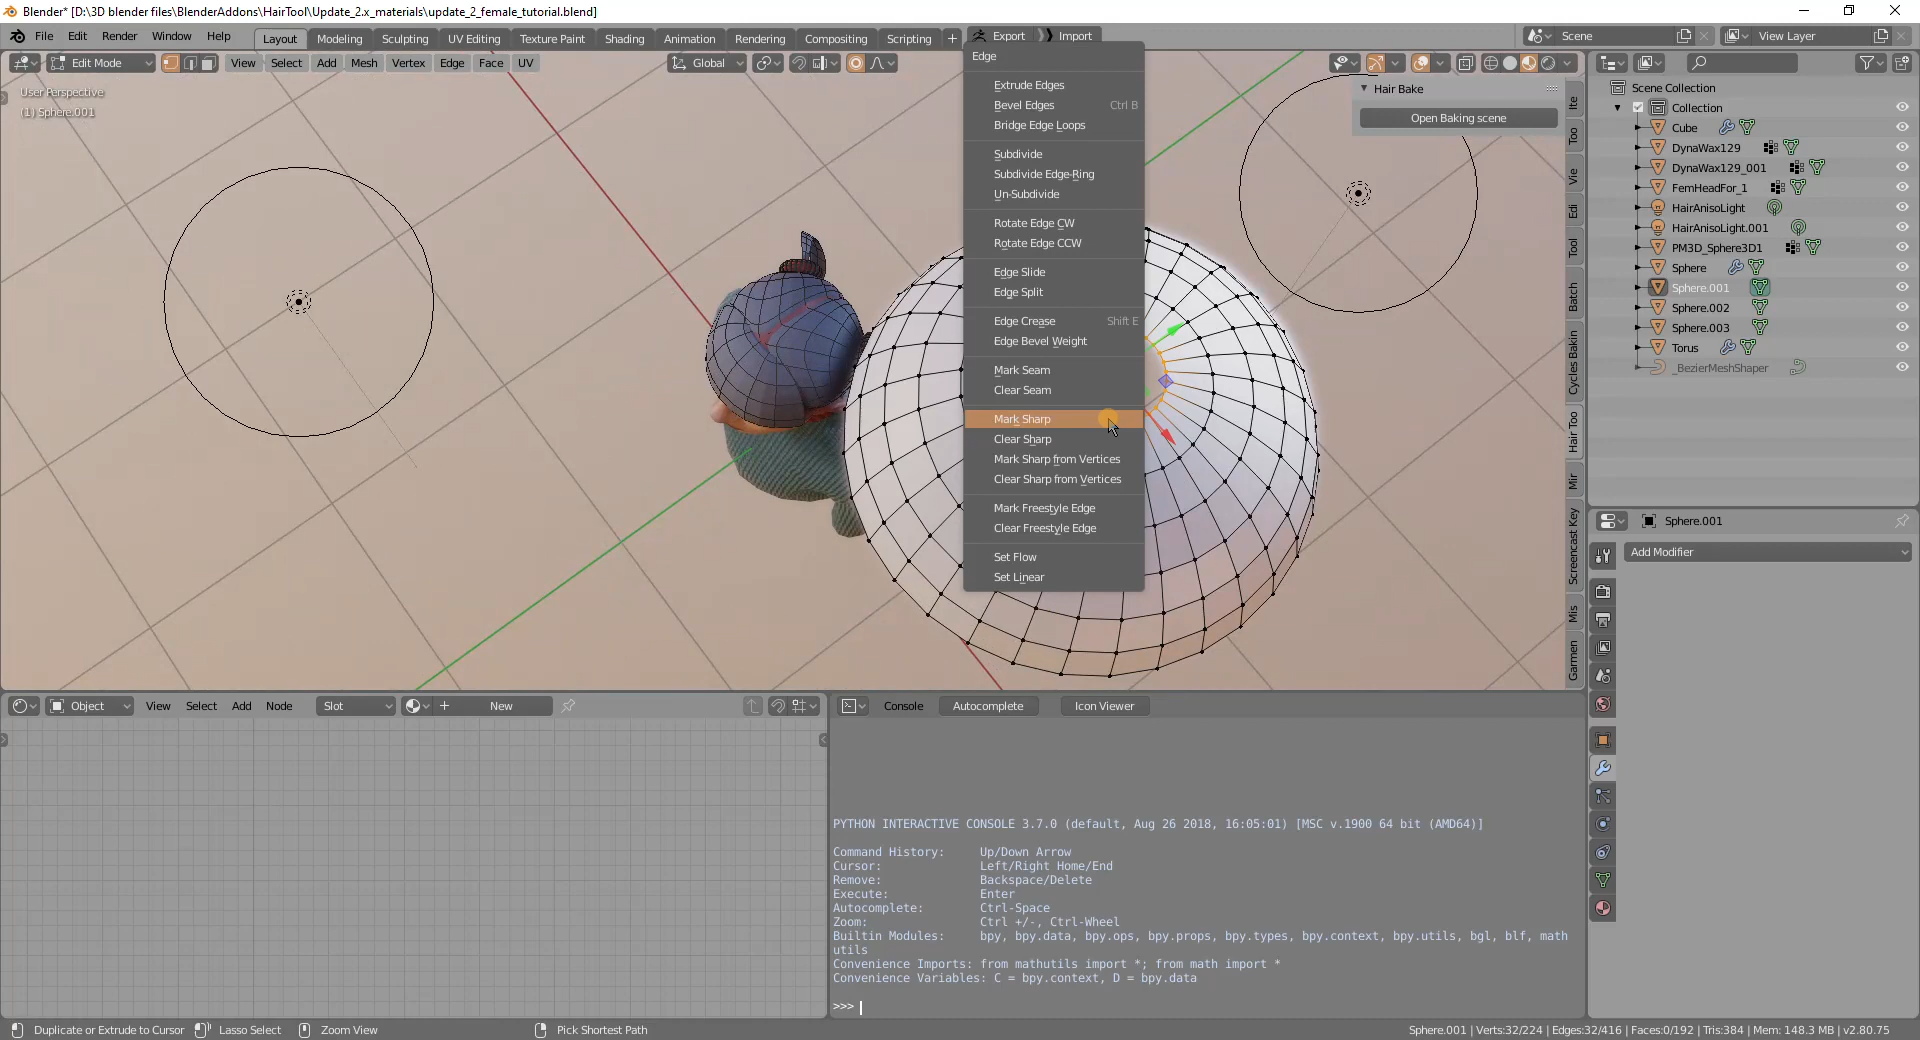 Blender* [D:\3D blender files\BlenderAddons\HairTool\Update_2.x_materials\update_2_female_tutorial.blend]
File Edit Render Window Help Layout Modeling Sculpting UV Editing Texture Paint Shading Animation Rendering Compositing Scripting + Export Import Scene View Layer
Edit Mode View Select Add Mesh Vertex Edge Face UV Global
User Perspective
(1) Sphere.001
Edge
Extrude Edges
Bevel Edges Ctrl B
Bridge Edge Loops
Subdivide
Subdivide Edge-Ring
Un-Subdivide
Rotate Edge CW
Rotate Edge CCW
Edge Slide
Edge Split
Edge Crease Shift E
Edge Bevel Weight
Mark Seam
Clear Seam
Mark Sharp
Clear Sharp
Mark Sharp from Vertices
Clear Sharp from Vertices
Mark Freestyle Edge
Clear Freestyle Edge
Set Flow
Set Linear
Hair Bake
Open Baking scene
Ite
Too
Vie
Edi
Tool
Batch
Cycles Bakin
Hair Too
Mir
Screencast Key
Mis
Garmen
Scene Collection
Collection
Cube
DynaWax129
DynaWax129_001
FemHeadFor_1
HairAnisoLight
HairAnisoLight.001
PM3D_Sphere3D1
Sphere
Sphere.001
Sphere.002
Sphere.003
Torus
_BezierMeshShaper
Sphere.001
Add Modifier
Object View Select Add Node Slot New
Console Autocomplete Icon Viewer
PYTHON INTERACTIVE CONSOLE 3.7.0 (default, Aug 26 2018, 16:05:01) [MSC v.1900 64 bit (AMD64)]
Command History: Up/Down Arrow
Cursor: Left/Right Home/End
Remove: Backspace/Delete
Execute: Enter
Autocomplete: Ctrl-Space
Zoom: Ctrl +/-, Ctrl-Wheel
Builtin Modules: bpy, bpy.data, bpy.ops, bpy.props, bpy.types, bpy.context, bpy.utils, bgl, blf, math
utils
Convenience Imports: from mathutils import *; from math import *
Convenience Variables: C = bpy.context, D = bpy.data
>>>
Duplicate or Extrude to Cursor Lasso Select Zoom View Pick Shortest Path Sphere.001 | Verts:32/224 | Edges:32/416 | Faces:0/192 | Tris:384 | Mem: 148.3 MB | v2.80.75